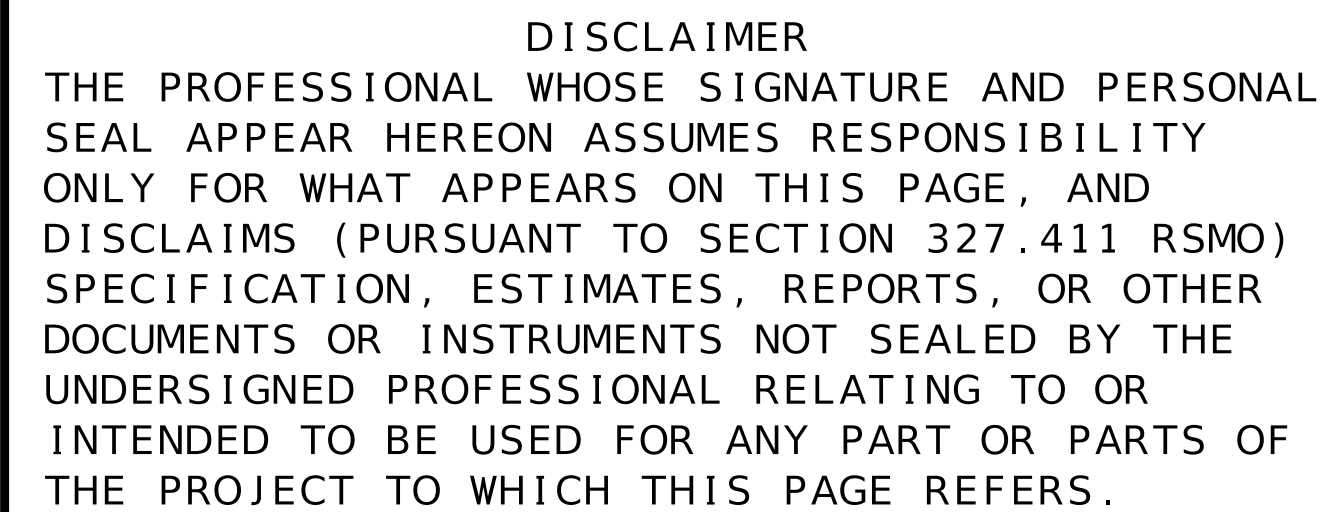 DISCLAIMER
THE PROFESSIONAL WHOSE SIGNATURE AND PERSONAL
SEAL APPEAR HEREON ASSUMES RESPONSIBILITY
ONLY FOR WHAT APPEARS ON THIS PAGE, AND
DISCLAIMS (PURSUANT TO SECTION 327.411 RSMO)
SPECIFICATION, ESTIMATES, REPORTS, OR OTHER
DOCUMENTS OR INSTRUMENTS NOT SEALED BY THE
UNDERSIGNED PROFESSIONAL RELATING TO OR
INTENDED TO BE USED FOR ANY PART OR PARTS OF
THE PROJECT TO WHICH THIS PAGE REFERS.